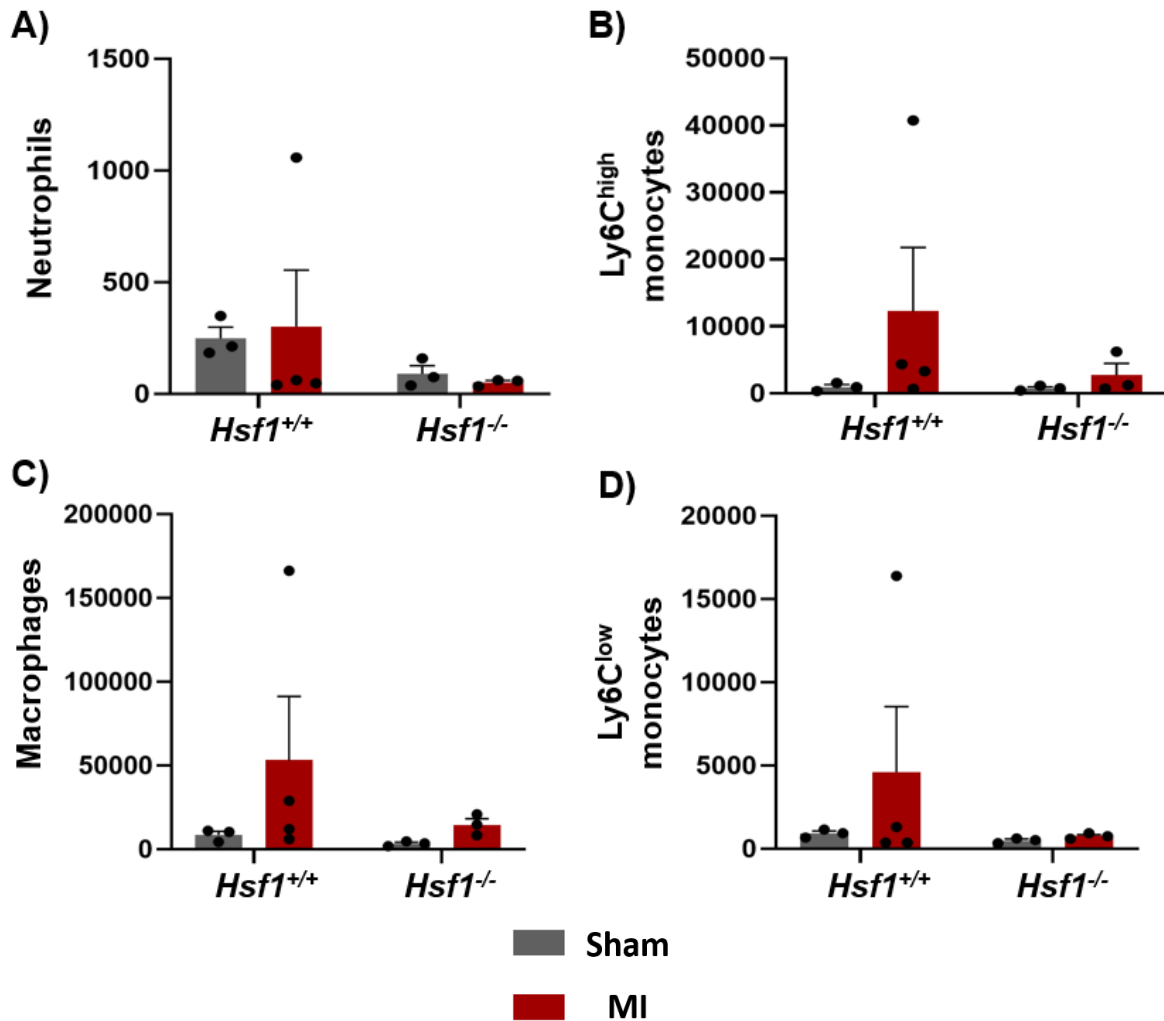 A)
1500
1000
500
0
Neutrophils
Hsf1+/+
Hsf1-/-
B)
50000
40000
30000
20000
10000
0
Ly6Chigh
monocytes
Hsf1+/+
Hsf1-/-
C)
200000
150000
100000
50000
0
Macrophages
Hsf1+/+
Hsf1-/-
D)
20000
15000
10000
5000
0
Ly6Clow
monocytes
Hsf1+/+
Hsf1-/-
Sham
MI